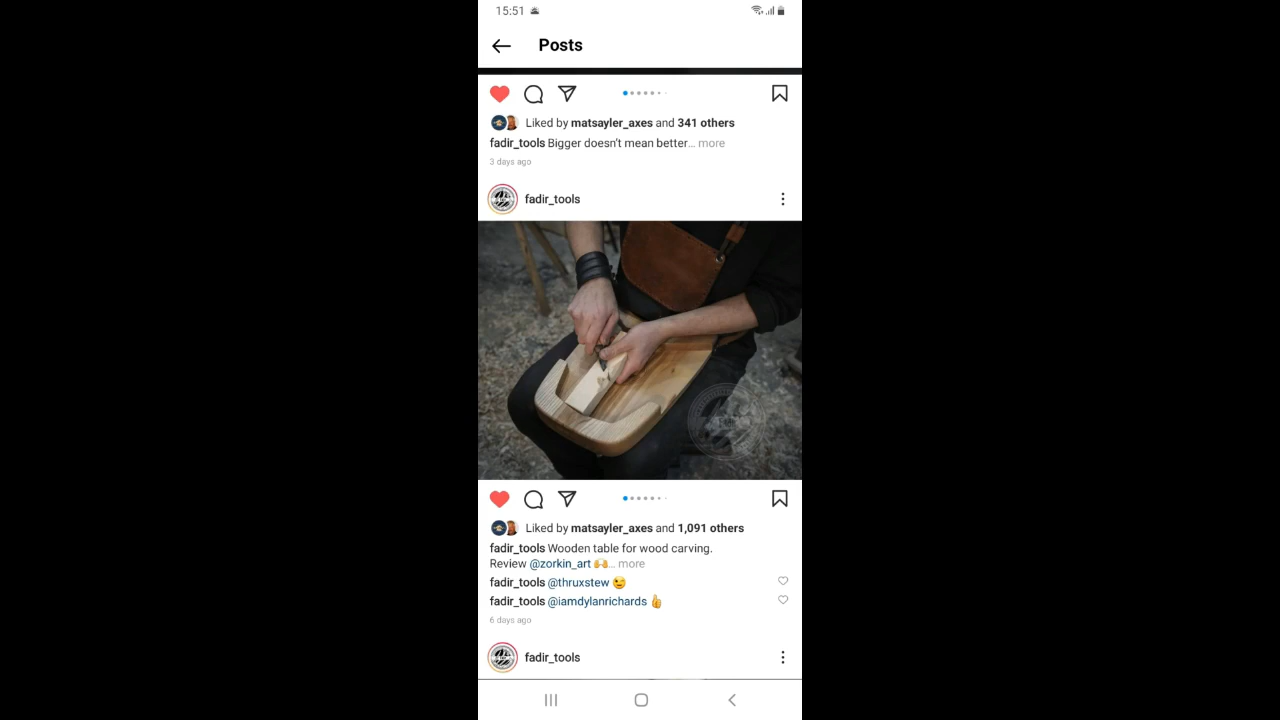 15:51
Posts
Liked by matsayler_axes and 341 others
fadir_tools Bigger doesn't mean better... more
3 days ago
fadir_tools
Liked by matsayler_axes and 1,091 others
fadir_tools Wooden table for wood carving.
Review @zorkin_art 🙌... more
fadir_tools @thruxstew 😉
fadir_tools @iamdylanrichards 👍
6 days ago
fadir_tools